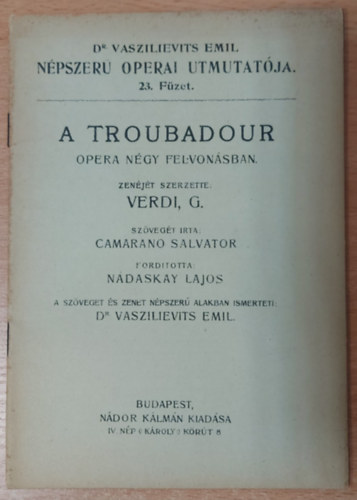 Dʀ VASZILIEVITS EMIL
NÉPSZERŰ OPERAI UTMUTATÓJA.
23. Füzet.
A TROUBADOUR
OPERA NÉGY FELVONÁSBAN.
ZENÉJÉT SZERZETTE:
VERDI, G.
SZÖVEGÉT IRTA:
CAMARANO SALVATOR
FORDITOTTA:
NÁDASKAY LAJOS
A SZÖVEGET ÉS ZENÉT NÉPSZERŰ ALAKBAN ISMERTETI:
Dʀ VASZILIEVITS EMIL.
BUDAPEST,
NÁDOR KÁLMÁN KIADÁSA
IV. NÉP- (KÁROLY-) KÖRÚT 8